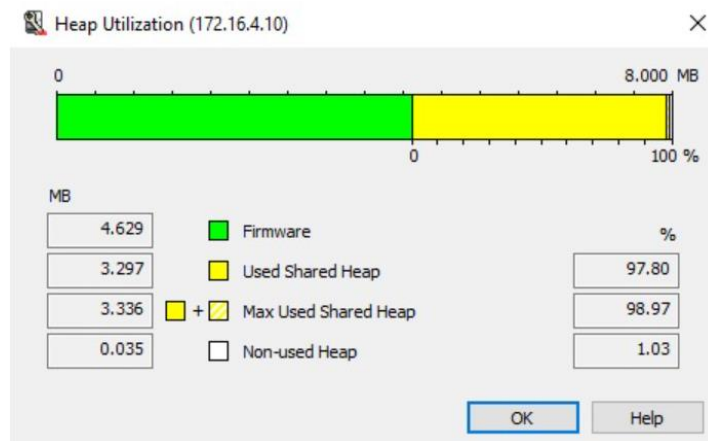 Heap Utilization (172.16.4.10)
0 8.000 MB
0 100 %
MB
4.629 Firmware %
3.297 Used Shared Heap 97.80
3.336 + Max Used Shared Heap 98.97
0.035 Non-used Heap 1.03
OK Help